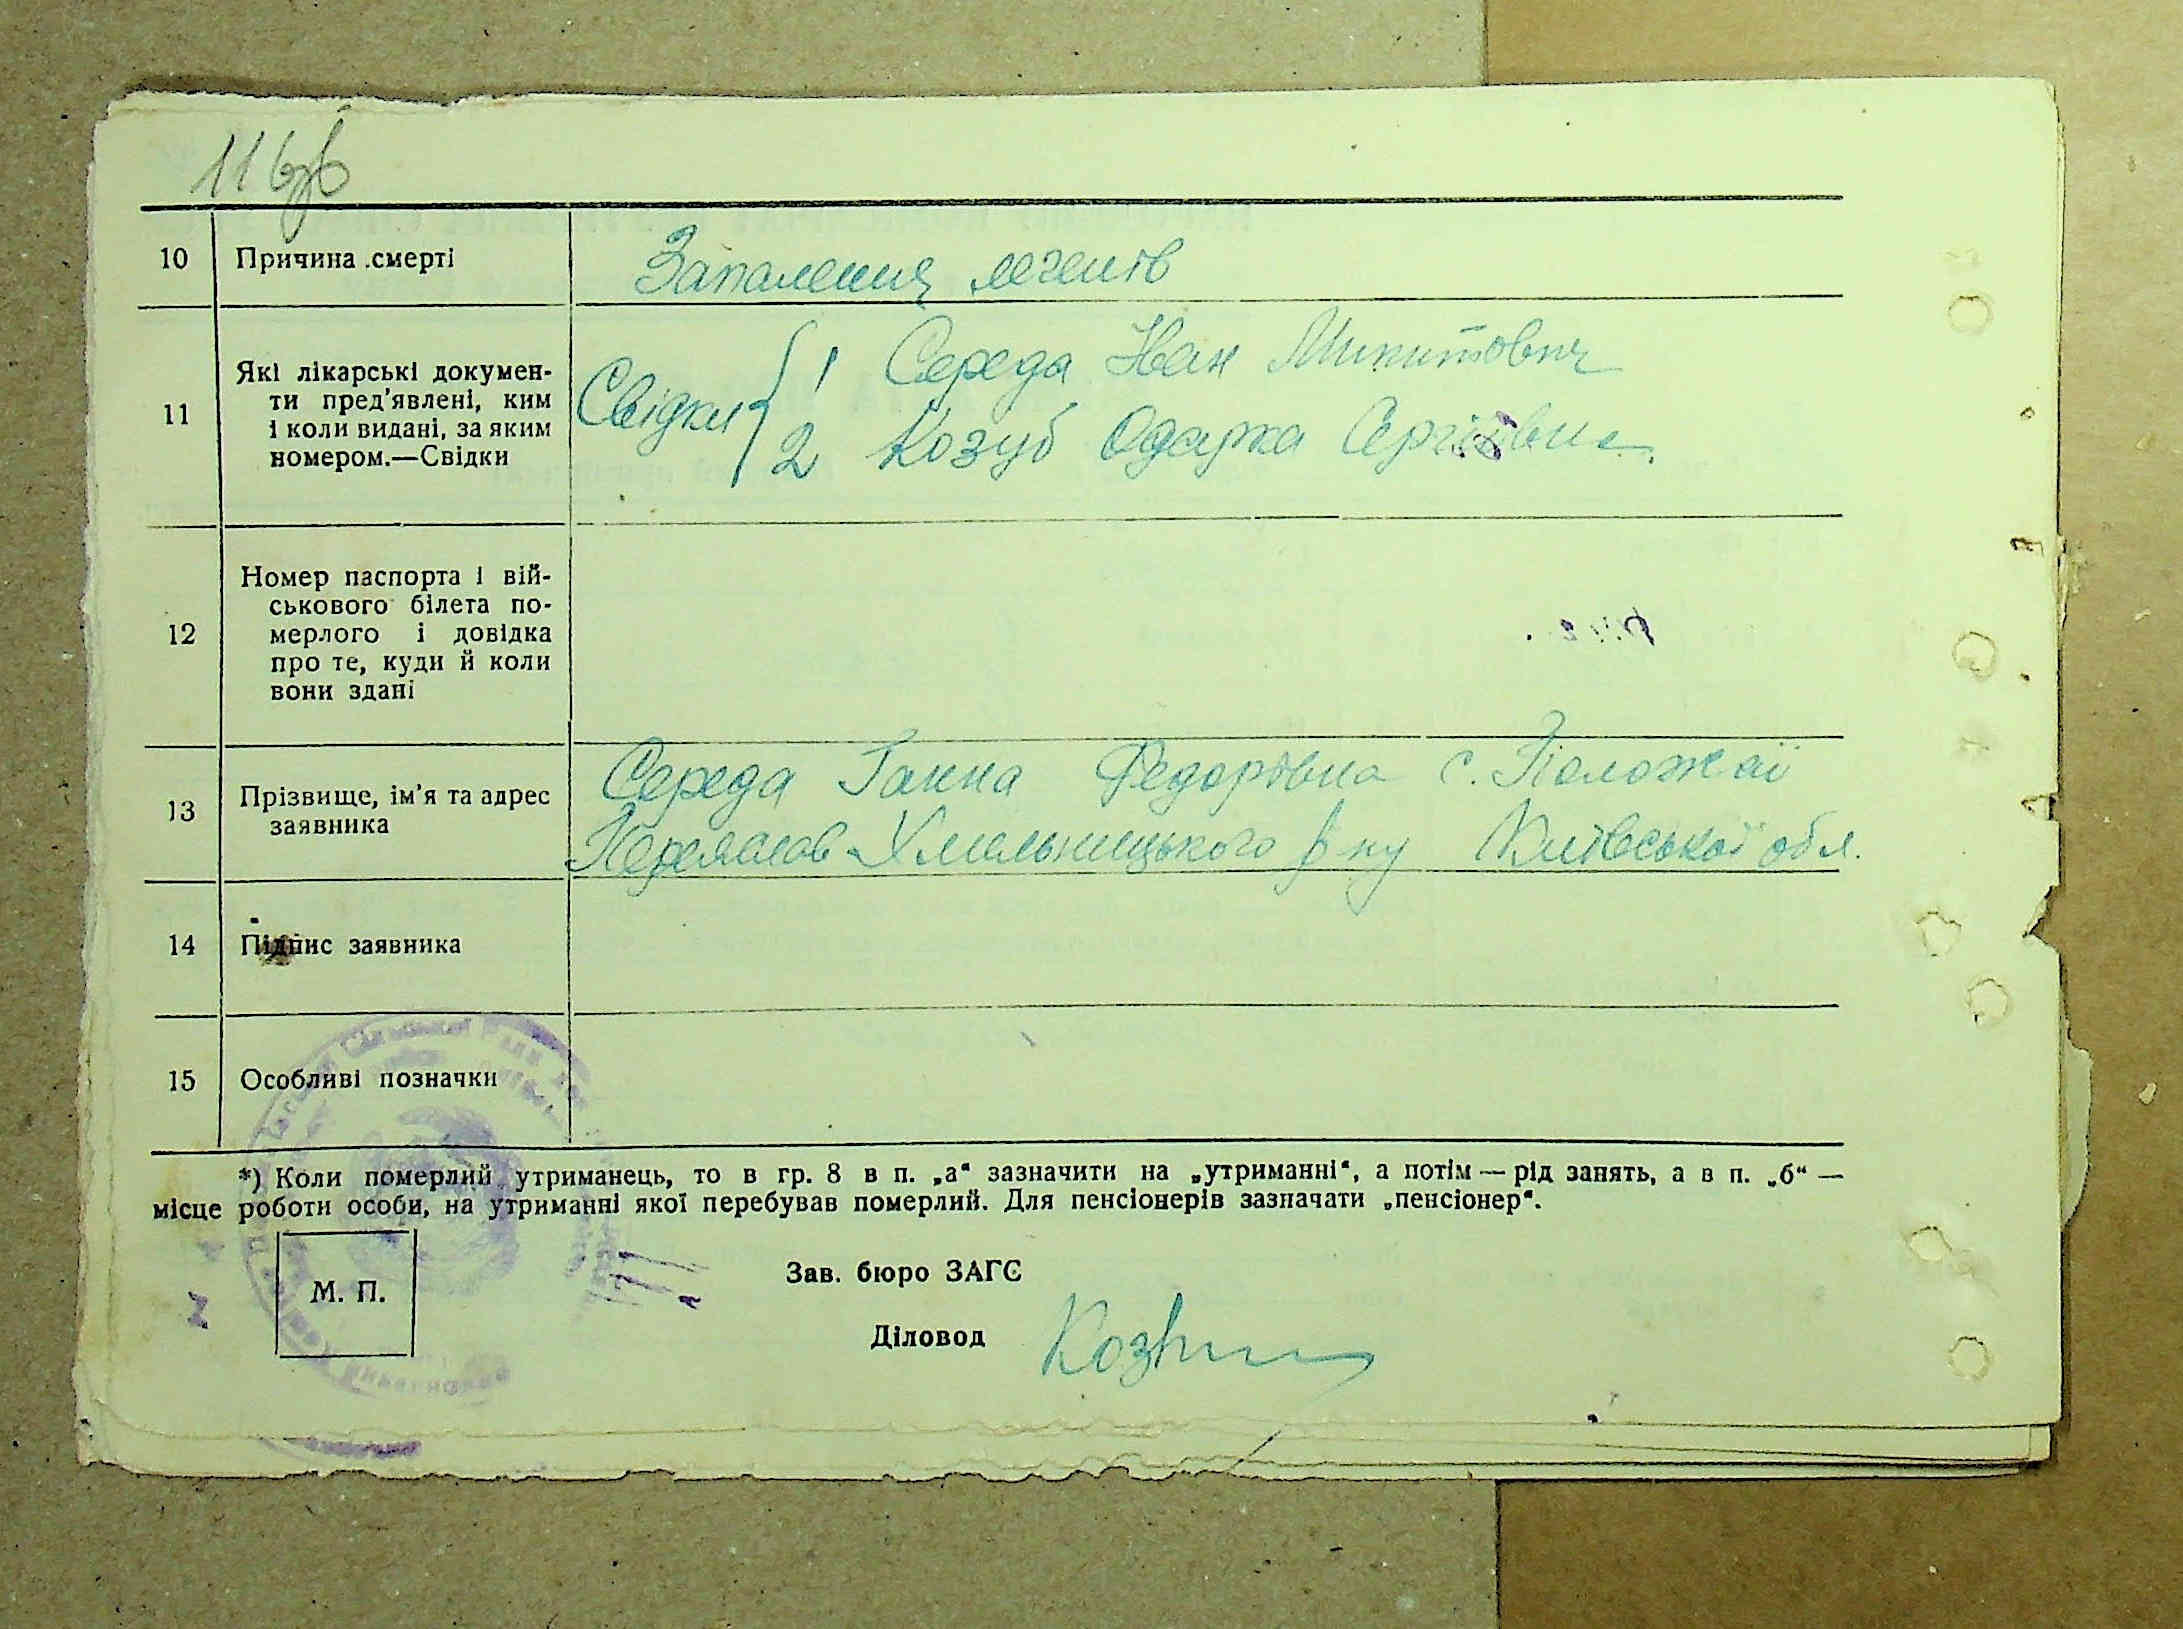 116зв
10 Причина смерті Запалення легенів
11 Які лікарські докумен-
ти пред'явлені, ким
і коли видані, за яким
номером.—Свідки
Свідки { 1 Середа Іван Микитович
2 Козуб Одарка Сергіївна
12 Номер паспорта і вій-
ськового білета по-
мерлого і довідка
про те, куди й коли
вони здані
13 Прізвище, ім'я та адрес
заявника
Середа Ганна Федорівна с. Положаї
Переяслав-Хмельницького р-ну Київської обл.
14 Підпис заявника
15 Особливі позначки
*) Коли померлий утриманець, то в гр. 8 в п. „а“ зазначити на „утриманні“, а потім — рід занять, а в п. „б“ —
місце роботи особи, на утриманні якої перебував померлий. Для пенсіонерів зазначати „пенсіонер“.
М. П.
Зав. бюро ЗАГС
Діловод